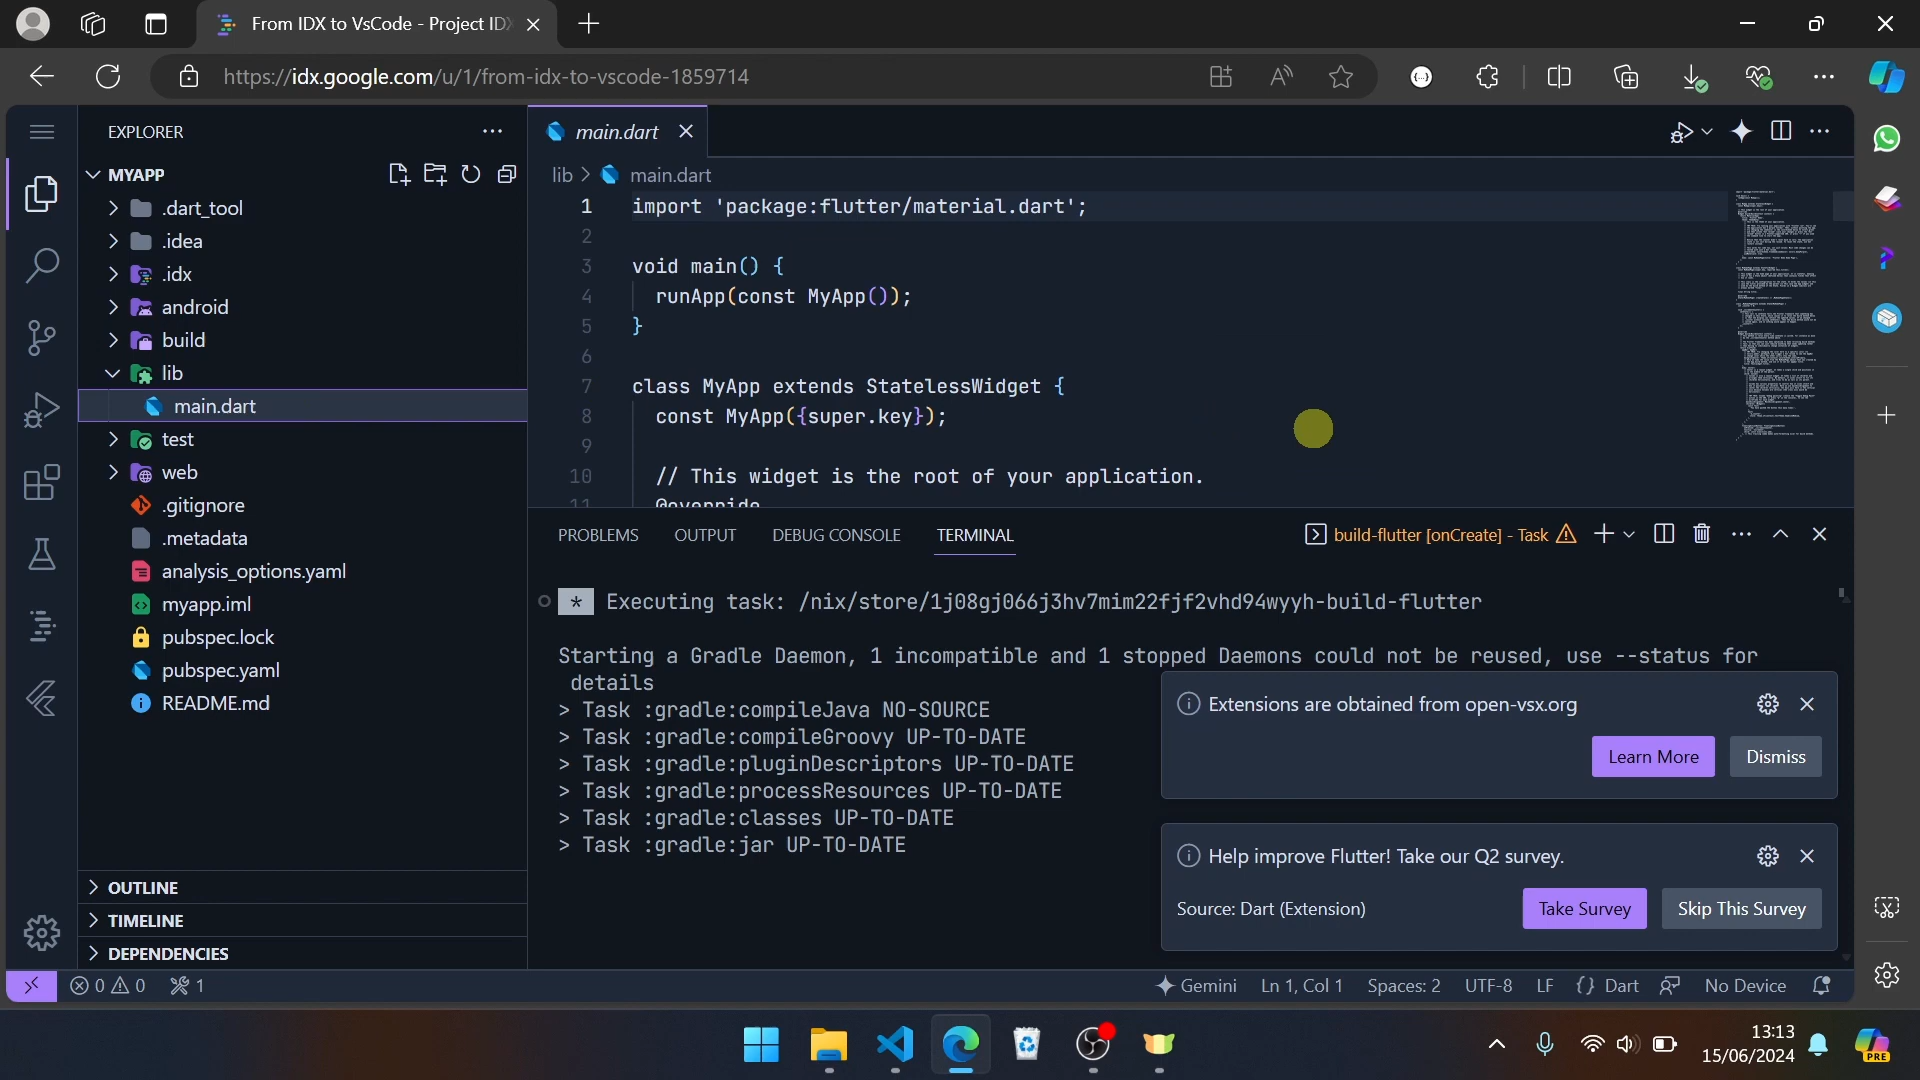 From IDX to VsCode - Project IDX
https://idx.google.com/u/1/from-idx-to-vscode-1859714
EXPLORER
MYAPP
.dart_tool
.idea
.idx
android
build
lib
main.dart
test
web
.gitignore
.metadata
analysis_options.yaml
myapp.iml
pubspec.lock
pubspec.yaml
README.md
OUTLINE
TIMELINE
DEPENDENCIES
main.dart
lib > main.dart
1 import 'package:flutter/material.dart';
2
3 void main() {
4 runApp(const MyApp());
5 }
6
7 class MyApp extends StatelessWidget {
8 const MyApp({super.key});
9
10 // This widget is the root of your application.
11 @override
PROBLEMS OUTPUT DEBUG CONSOLE TERMINAL
build-flutter [onCreate] - Task
* Executing task: /nix/store/1j08gj066j3hv7mim22fjf2vhd94wyyh-build-flutter
Starting a Gradle Daemon, 1 incompatible and 1 stopped Daemons could not be reused, use --status for
details
> Task :gradle:compileJava NO-SOURCE
> Task :gradle:compileGroovy UP-TO-DATE
> Task :gradle:pluginDescriptors UP-TO-DATE
> Task :gradle:processResources UP-TO-DATE
> Task :gradle:classes UP-TO-DATE
> Task :gradle:jar UP-TO-DATE
Extensions are obtained from open-vsx.org
Learn More Dismiss
Help improve Flutter! Take our Q2 survey.
Source: Dart (Extension) Take Survey Skip This Survey
0 0 1 Gemini Ln 1, Col 1 Spaces: 2 UTF-8 LF {} Dart No Device
13:13
15/06/2024
PRE